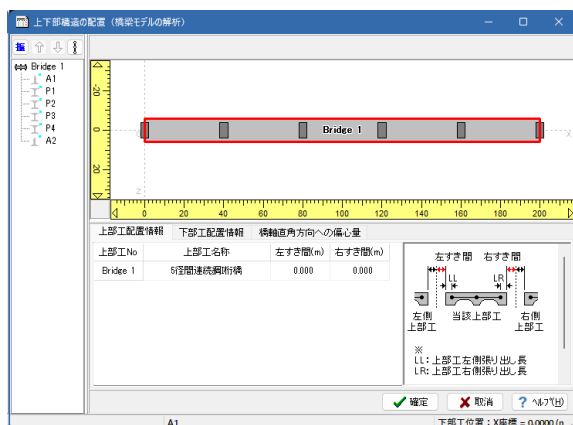 上下部構造の配置（橋梁モデルの解析）
Bridge 1
A1
P1
P2
P3
P4
A2
-20
0
20
Bridge 1
X
Z
0 20 40 60 80 100 120 140 160 180 200
上部工配置情報 下部工配置情報 橋軸直角方向への偏心量
上部工No 上部工名称 左すき間(m) 右すき間(m)
Bridge 1 5径間連続鋼I桁橋 0.000 0.000
左すき間 右すき間
LL LR
左側 当該上部工 右側
上部工 上部工
※
LL：上部工左側張り出し長
LR：上部工右側張り出し長
確定 取消 ? ヘルプ(H)
A1 下部工位置：X座標 = 0.0000 (